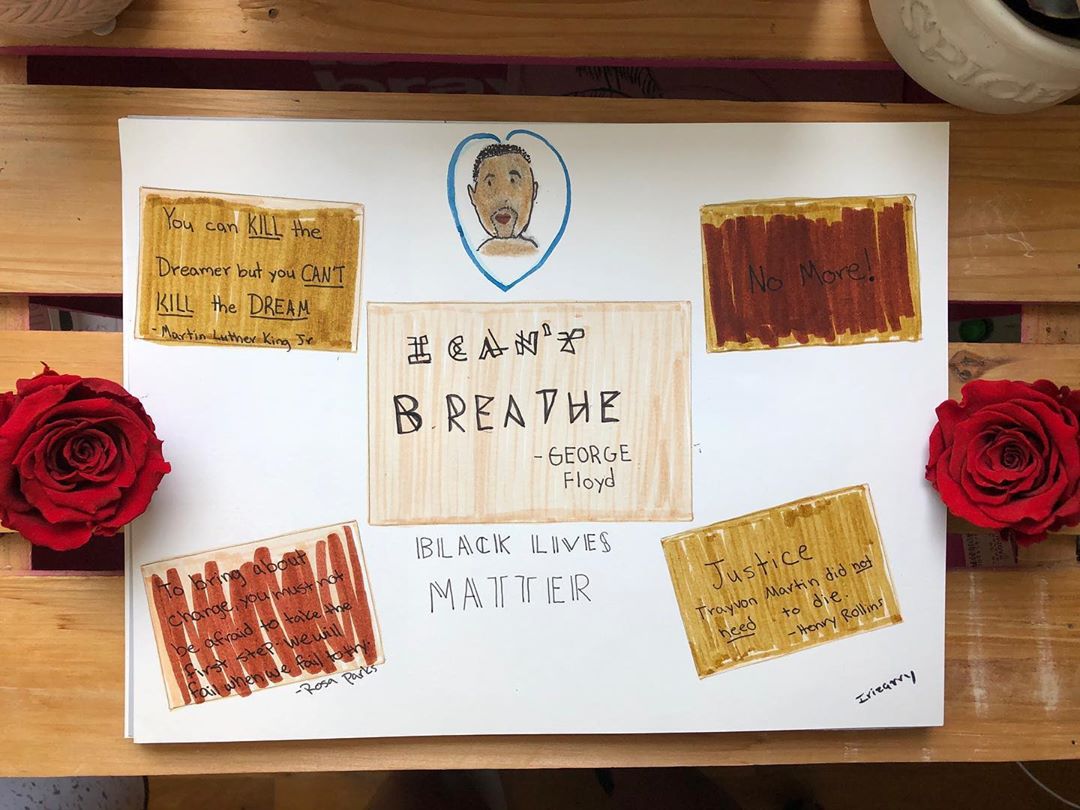 You can KILL the
Dreamer but you CAN'T
KILL the DREAM
- Martin Luther King Jr
No More!
I CAN'T
BREATHE
- GEORGE
Floyd
BLACK LIVES
MATTER
To bring about
change, you must not
be afraid to take the
first step. We will
fail when we fail to try.
- Rosa Parks
Justice
Trayvon Martin did not
need to die.
- Henry Rollins